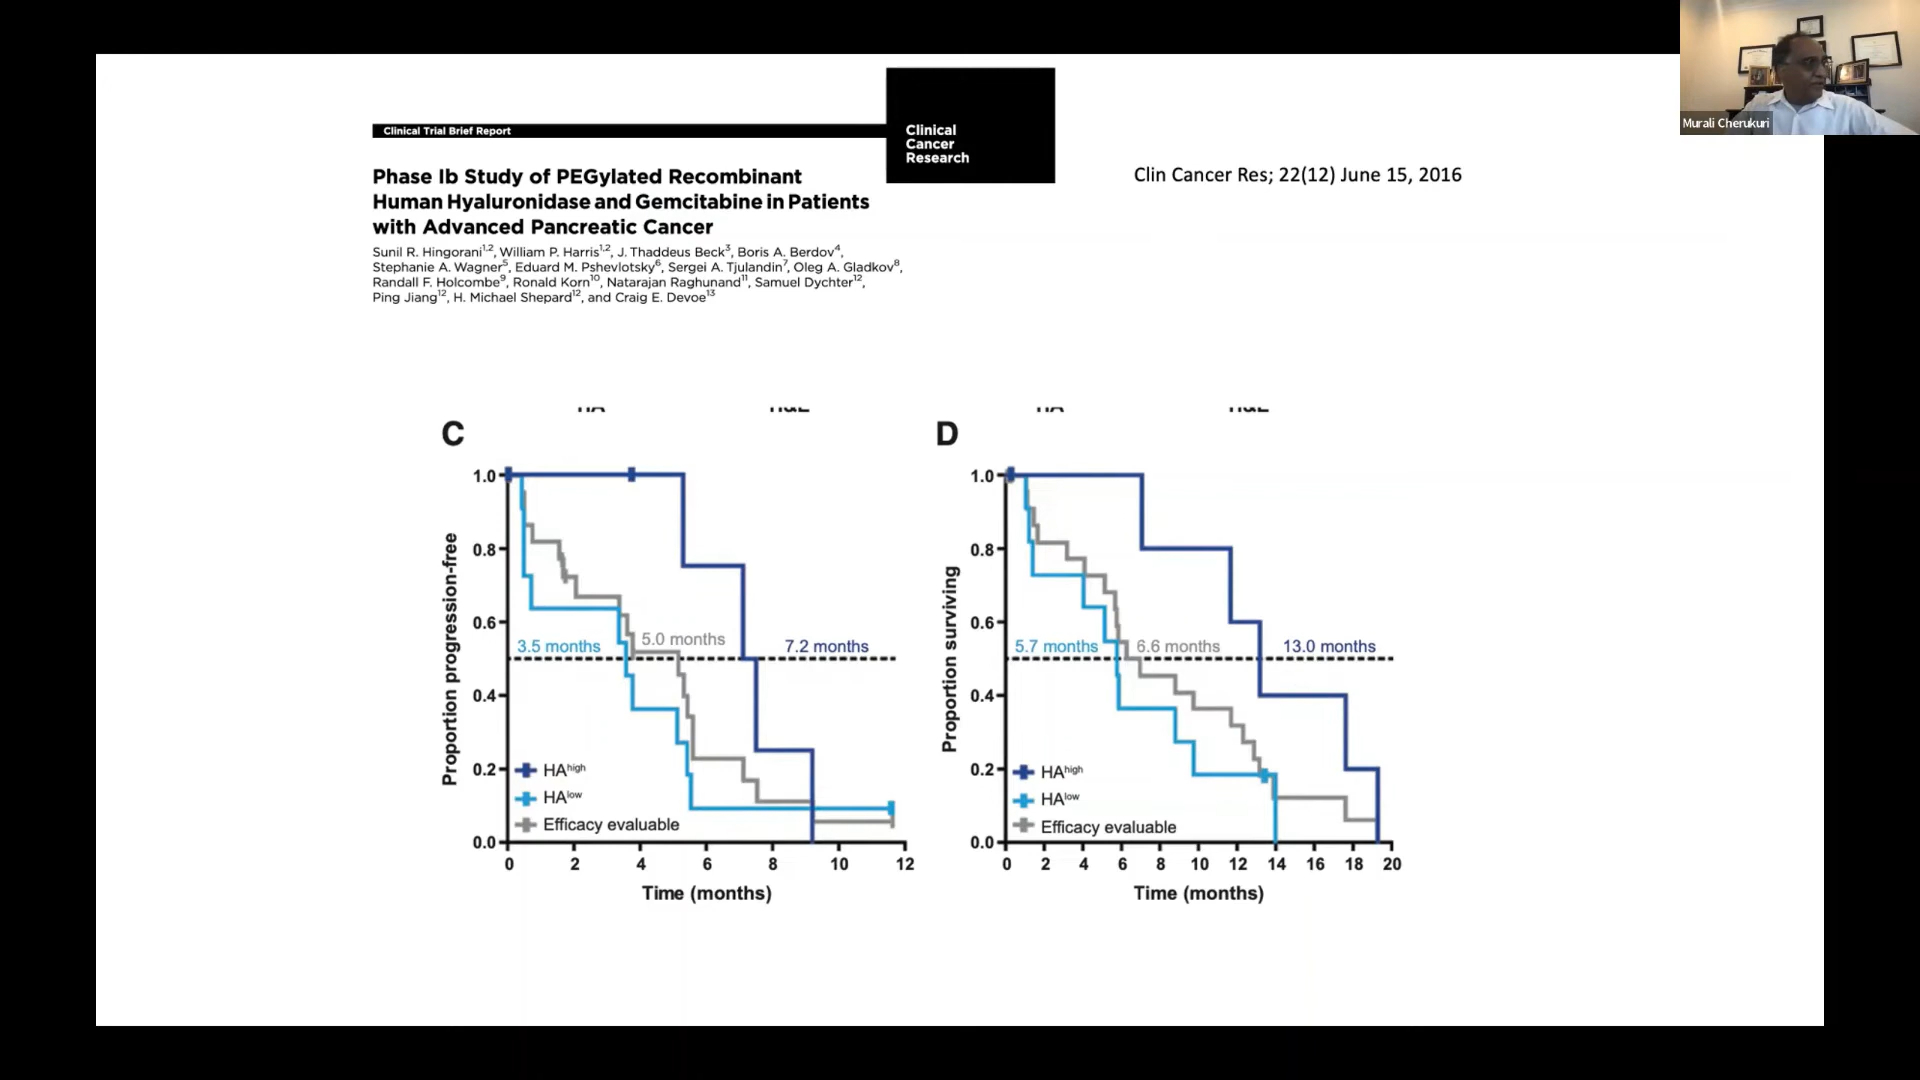 Murali Cherukuri
Clinical Trial Brief Report
Clinical
Cancer
Research
Phase Ib Study of PEGylated Recombinant
Human Hyaluronidase and Gemcitabine in Patients
with Advanced Pancreatic Cancer
Clin Cancer Res; 22(12) June 15, 2016
Sunil R. Hingorani1,2, William P. Harris1,2, J. Thaddeus Beck3, Boris A. Berdov4,
Stephanie A. Wagner5, Eduard M. Pshevlotsky6, Sergei A. Tjulandin7, Oleg A. Gladkov8,
Randall F. Holcombe9, Ronald Korn10, Natarajan Raghunand11, Samuel Dychter12,
Ping Jiang12, H. Michael Shepard12, and Craig E. Devoe13
C
Proportion progression-free
1.0
0.8
0.6
0.4
0.2
0.0
3.5 months
5.0 months
7.2 months
HAhigh
HAlow
Efficacy evaluable
0 2 4 6 8 10 12
Time (months)
D
Proportion surviving
1.0
0.8
0.6
0.4
0.2
0.0
5.7 months
6.6 months
13.0 months
HAhigh
HAlow
Efficacy evaluable
0 2 4 6 8 10 12 14 16 18 20
Time (months)